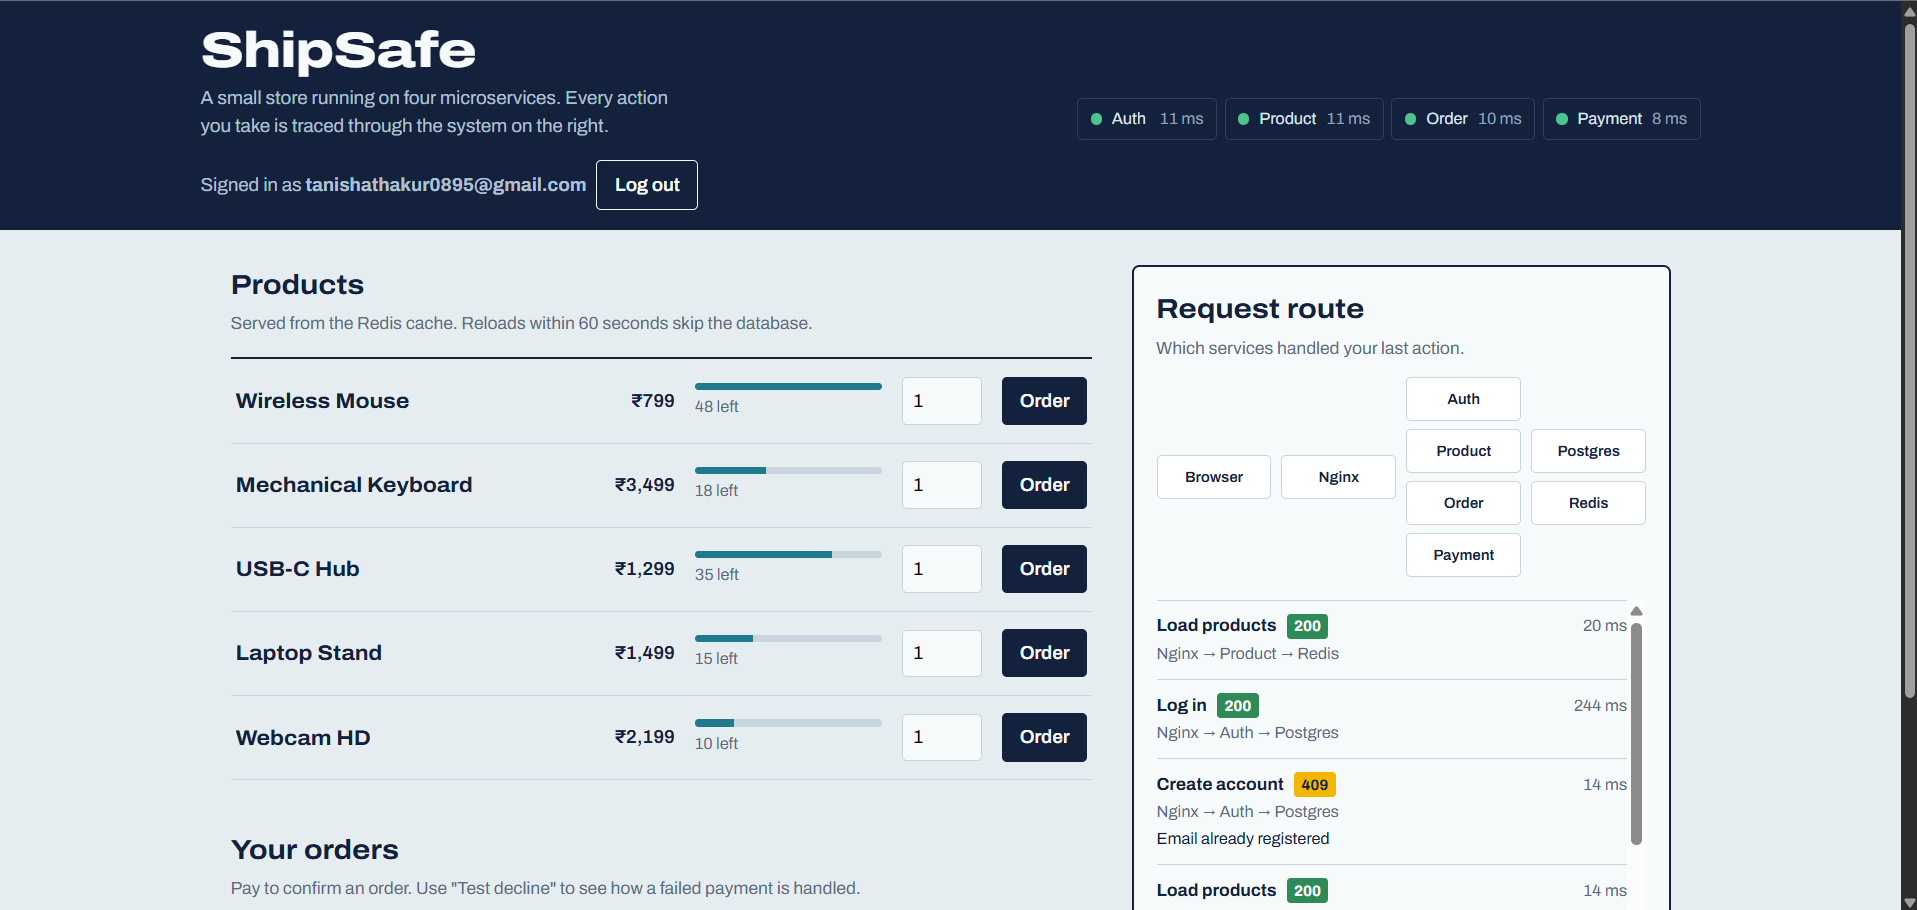 ShipSafe
A small store running on four microservices. Every action
you take is traced through the system on the right.
Signed in as tanishathakur0895@gmail.com
Log out
Auth 11 ms
Product 11 ms
Order 10 ms
Payment 8 ms
Products
Served from the Redis cache. Reloads within 60 seconds skip the database.
Wireless Mouse ₹799 48 left 1 Order
Mechanical Keyboard ₹3,499 18 left 1 Order
USB-C Hub ₹1,299 35 left 1 Order
Laptop Stand ₹1,499 15 left 1 Order
Webcam HD ₹2,199 10 left 1 Order
Your orders
Pay to confirm an order. Use "Test decline" to see how a failed payment is handled.
Request route
Which services handled your last action.
Auth
Product Postgres
Browser Nginx
Order Redis
Payment
Load products 200 20 ms
Nginx → Product → Redis
Log in 200 244 ms
Nginx → Auth → Postgres
Create account 409 14 ms
Nginx → Auth → Postgres
Email already registered
Load products 200 14 ms